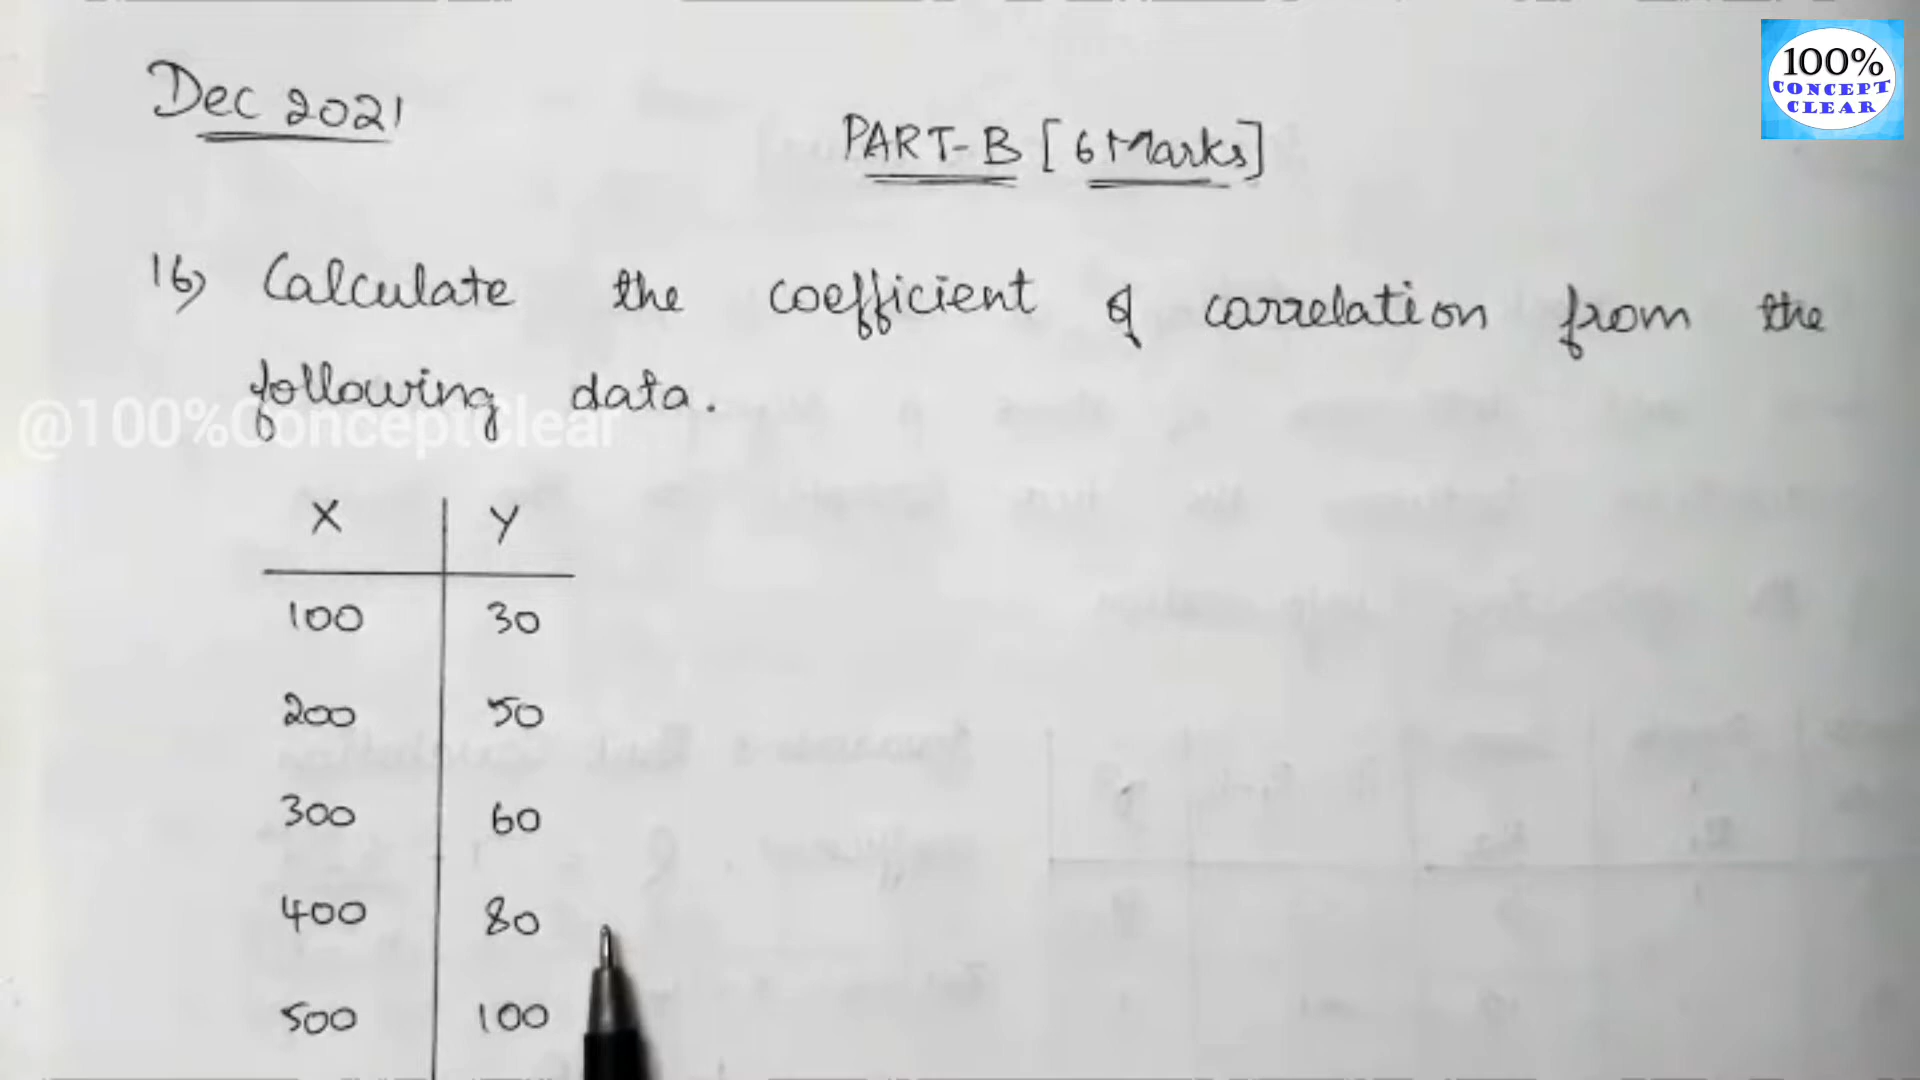 100%
CONCEPT
CLEAR
Dec 2021
PART-B [6 Marks]
16) Calculate the coefficient of correlation from the
following data.
@100%ConceptClear
X Y
100 30
200 50
300 60
400 80
500 100